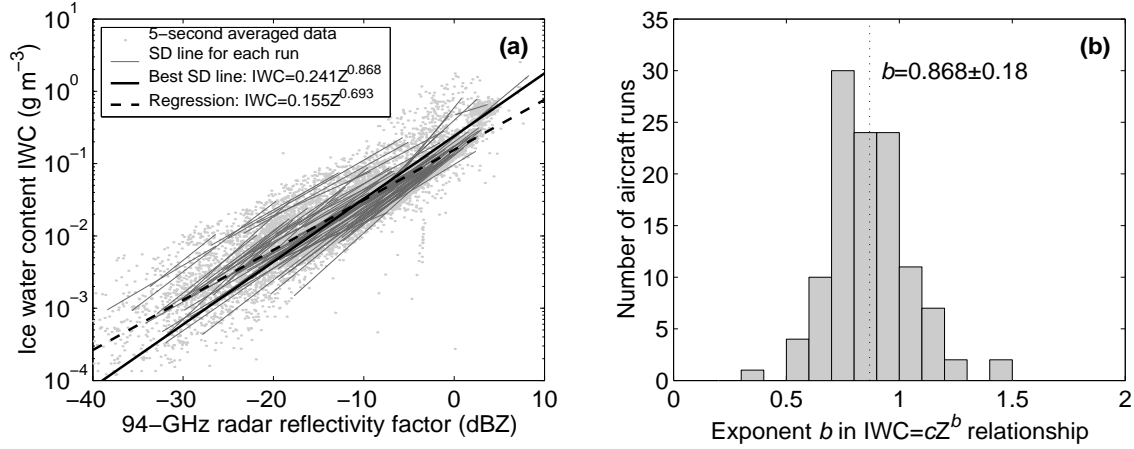 (a)
5−second averaged data
SD line for each run
Best SD line: IWC=0.241Z^0.868
Regression: IWC=0.155Z^0.693
Ice water content IWC (g m^−3)
10^1
10^0
10^−1
10^−2
10^−3
10^−4
−40 −30 −20 −10 0 10
94−GHz radar reflectivity factor (dBZ)
(b)
b=0.868±0.18
Number of aircraft runs
35
30
25
20
15
10
5
0
0 0.5 1 1.5 2
Exponent b in IWC=cZ^b relationship